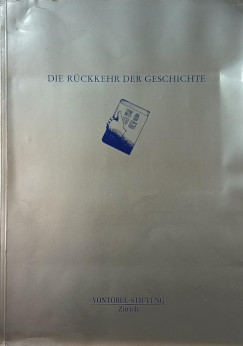 DIE RÜCKKEHR DER GESCHICHTE
VONTOBEL-STIFTUNG
Zürich